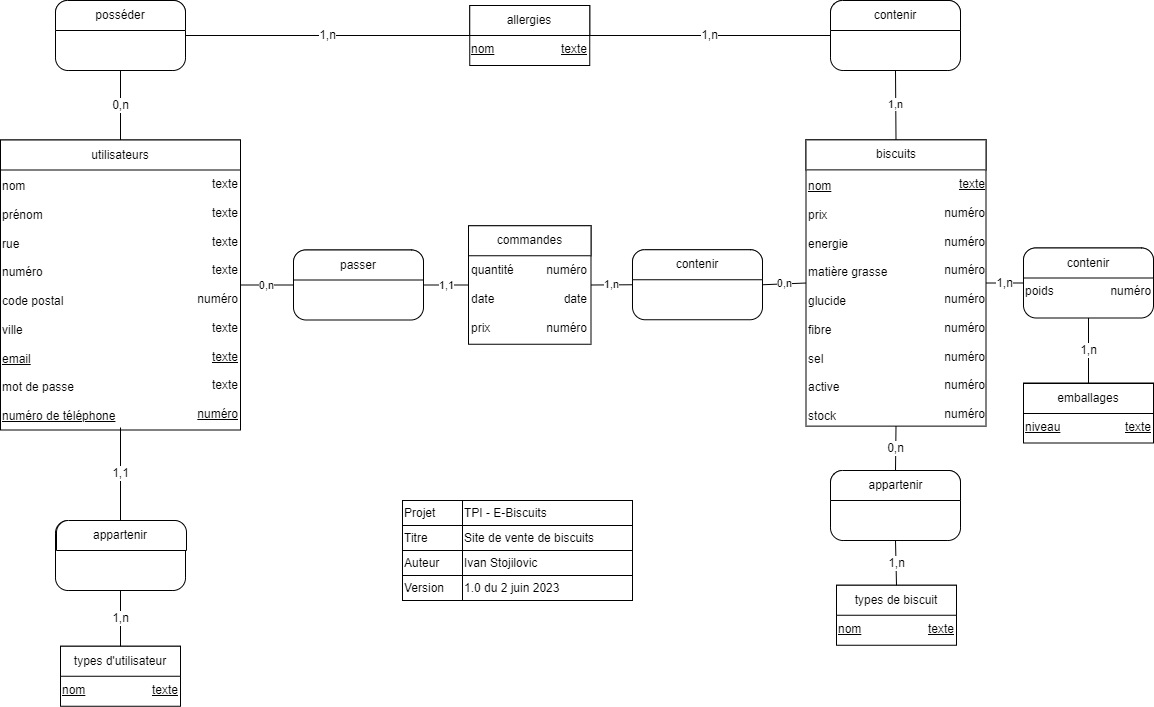 posséder
allergies
contenir
1,n
1,n
nom texte
0,n
1,n
utilisateurs
nom texte
prénom texte
rue texte
numéro texte
code postal numéro
ville texte
email texte
mot de passe texte
numéro de téléphone numéro
0,n
passer
1,1
commandes
quantité numéro
date date
prix numéro
1,n
contenir
0,n
biscuits
nom texte
prix numéro
energie numéro
matière grasse numéro
glucide numéro
fibre numéro
sel numéro
active numéro
stock numéro
1,n
contenir
poids numéro
1,n
emballages
niveau texte
1,1
appartenir
1,n
types d'utilisateur
nom texte
Projet TPI - E-Biscuits
Titre Site de vente de biscuits
Auteur Ivan Stojilovic
Version 1.0 du 2 juin 2023
0,n
appartenir
1,n
types de biscuit
nom texte